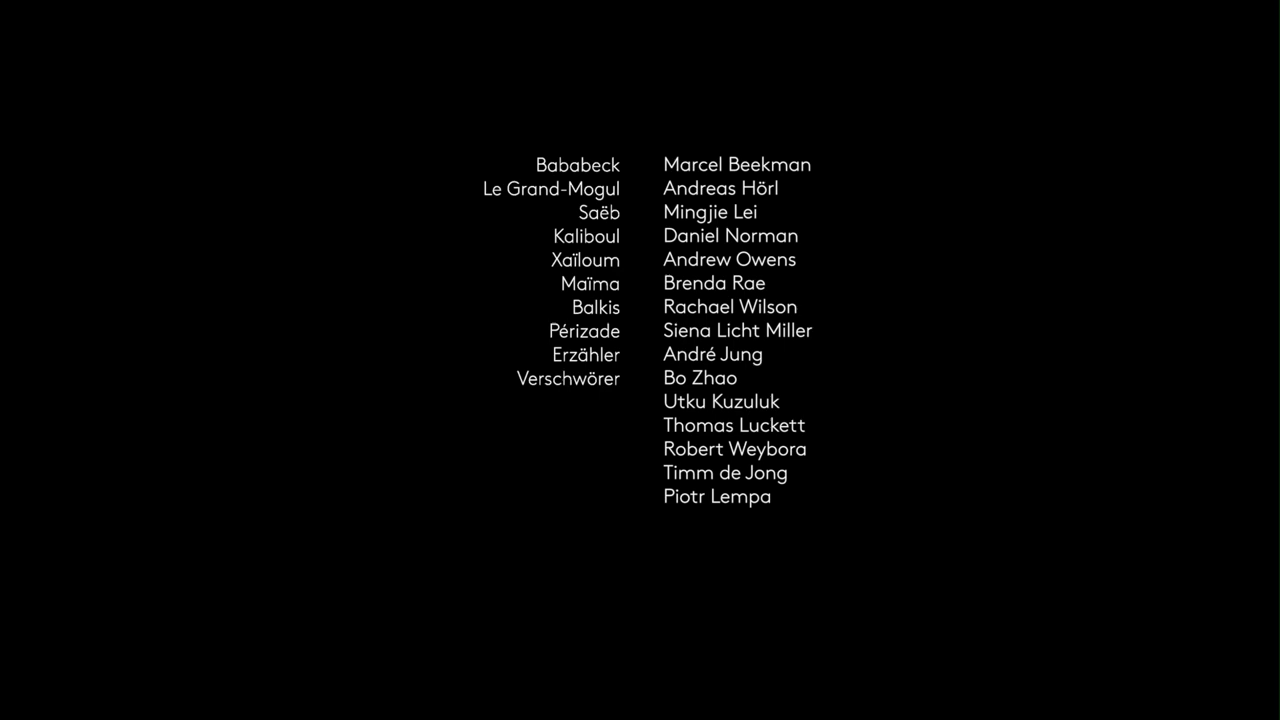 Bababeck Marcel Beekman
Le Grand-Mogul Andreas Hörl
Saëb Mingjie Lei
Kaliboul Daniel Norman
Xaïloum Andrew Owens
Maïma Brenda Rae
Balkis Rachael Wilson
Périzade Siena Licht Miller
Erzähler André Jung
Verschwörer Bo Zhao
Utku Kuzuluk
Thomas Luckett
Robert Weybora
Timm de Jong
Piotr Lempa